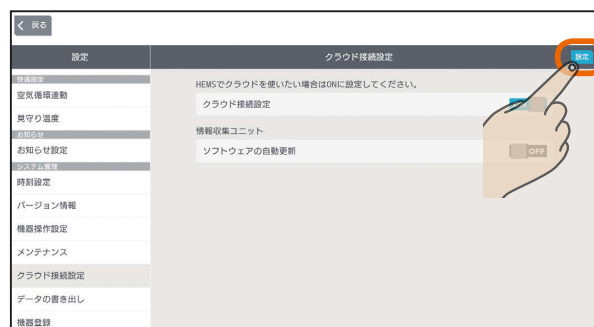 戻る
設定
クラウド接続設定
設定
快適設定
空気循環連動
見守り温度
お知らせ
お知らせ設定
システム管理
時刻設定
バージョン情報
機器操作設定
メンテナンス
クラウド接続設定
データの書き出し
機器登録
HEMSでクラウドを使いたい場合はONに設定してください。
クラウド接続設定
情報収集ユニット
ソフトウェアの自動更新
OFF